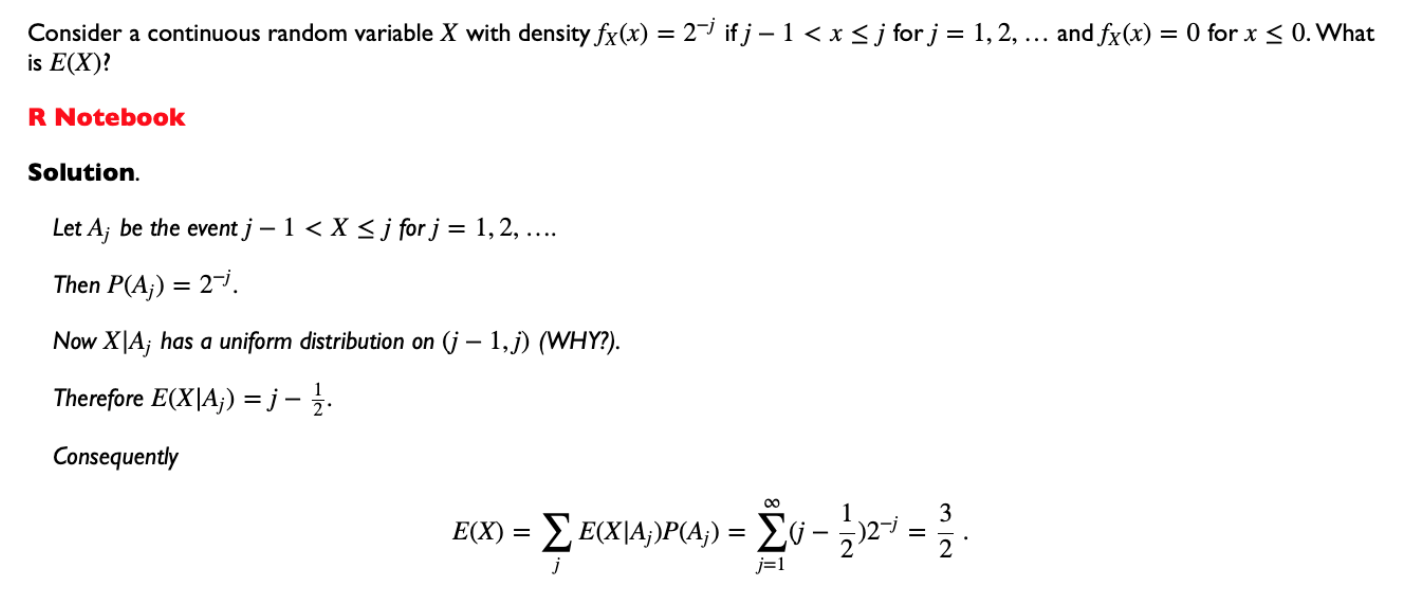 Consider a continuous random variable X with density f_X(x) = 2^{−j} if j − 1 < x ≤ j for j = 1, 2, … and f_X(x) = 0 for x ≤ 0. What
is E(X)?
R Notebook
Solution.
Let A_j be the event j − 1 < X ≤ j for j = 1, 2, ….
Then P(A_j) = 2^{−j}.
Now X|A_j has a uniform distribution on (j − 1, j) (WHY?).
Therefore E(X|A_j) = j − 1/2.
Consequently
E(X) = ∑_j E(X|A_j)P(A_j) = ∑_{j=1}^{∞} (j − 1/2)2^{−j} = 3/2 .